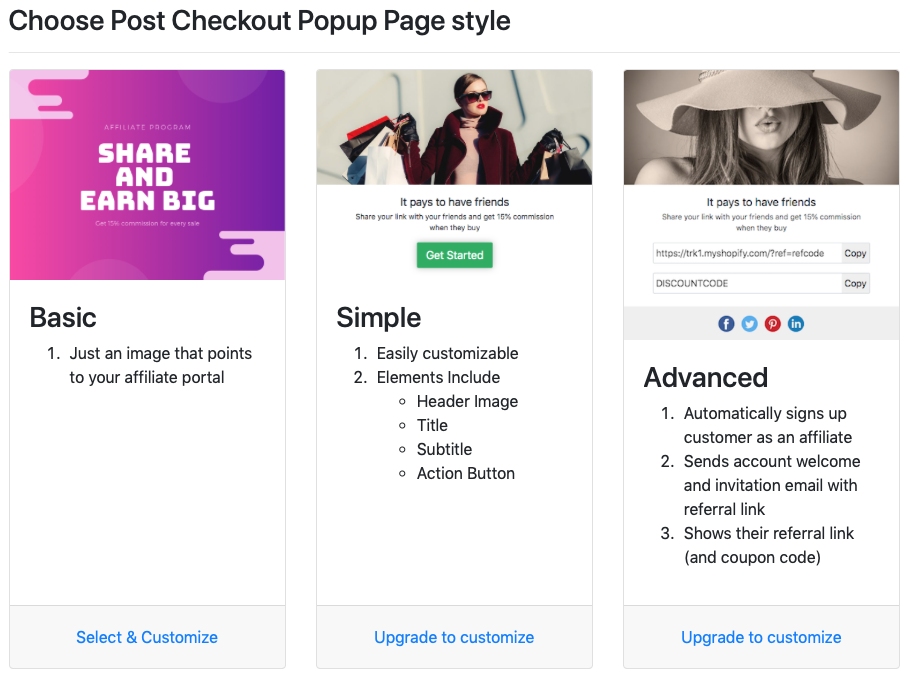 Choose Post Checkout Popup Page style
AFFILIATE PROGRAM
SHARE
AND
EARN BIG
Get 15% commission for every sale
Basic
1. Just an image that points
to your affiliate portal
Select & Customize
It pays to have friends
Share your link with your friends and get 15% commission
when they buy
Get Started
Simple
1. Easily customizable
2. Elements Include
Header Image
Title
Subtitle
Action Button
Upgrade to customize
It pays to have friends
Share your link with your friends and get 15% commission
when they buy
https://trk1.myshopify.com/?ref=refcode Copy
DISCOUNTCODE Copy
Advanced
1. Automatically signs up
customer as an affiliate
2. Sends account welcome
and invitation email with
referral link
3. Shows their referral link
(and coupon code)
Upgrade to customize